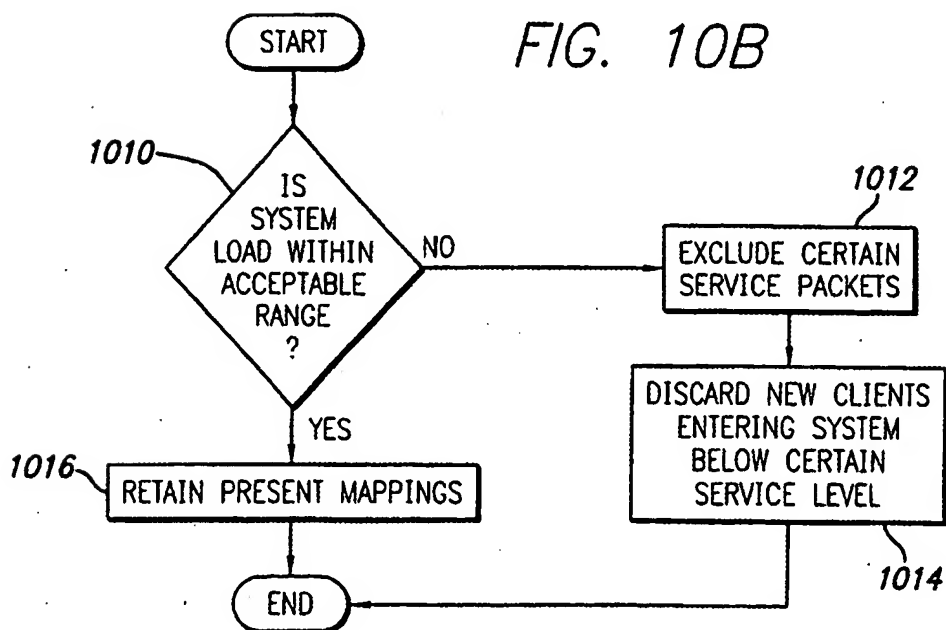 START
FIG. 10B
1010
IS
SYSTEM
LOAD WITHIN
ACCEPTABLE
RANGE
?
NO
1012
EXCLUDE CERTAIN
SERVICE PACKETS
DISCARD NEW CLIENTS
ENTERING SYSTEM
BELOW CERTAIN
SERVICE LEVEL
1014
YES
1016
RETAIN PRESENT MAPPINGS
END